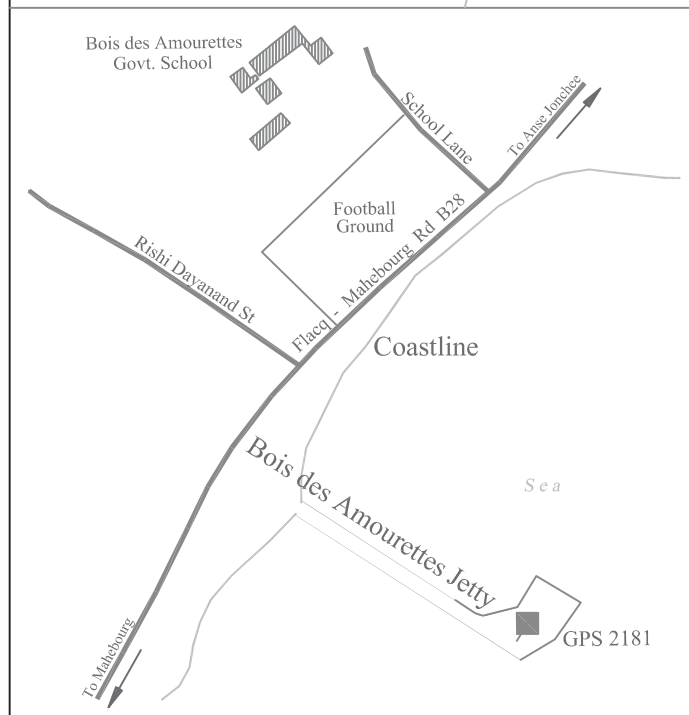 Bois des Amourettes
Govt. School
School Lane
To Anse Jonchee
Football
Ground
Rishi Dayanand St
Flacq - Mahebourg Rd B28
Coastline
Bois des Amourettes Jetty
Sea
GPS 2181
To Mahebourg